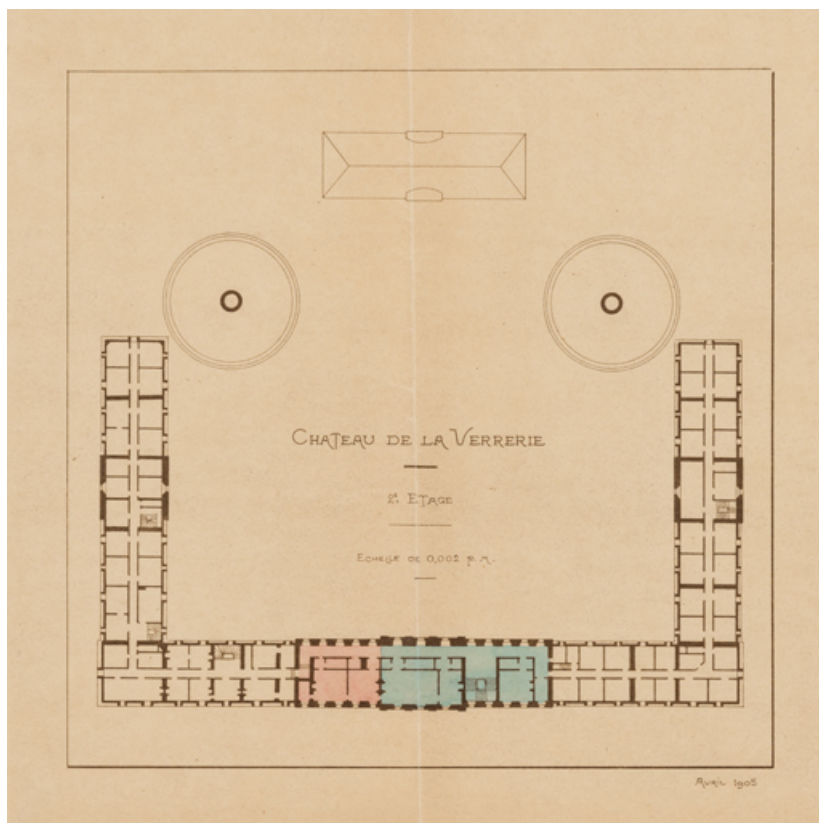 CHATEAU DE LA VERRERIE
2e ETAGE
ECHELLE DE 0,002 P.M.
AVRIL 1905